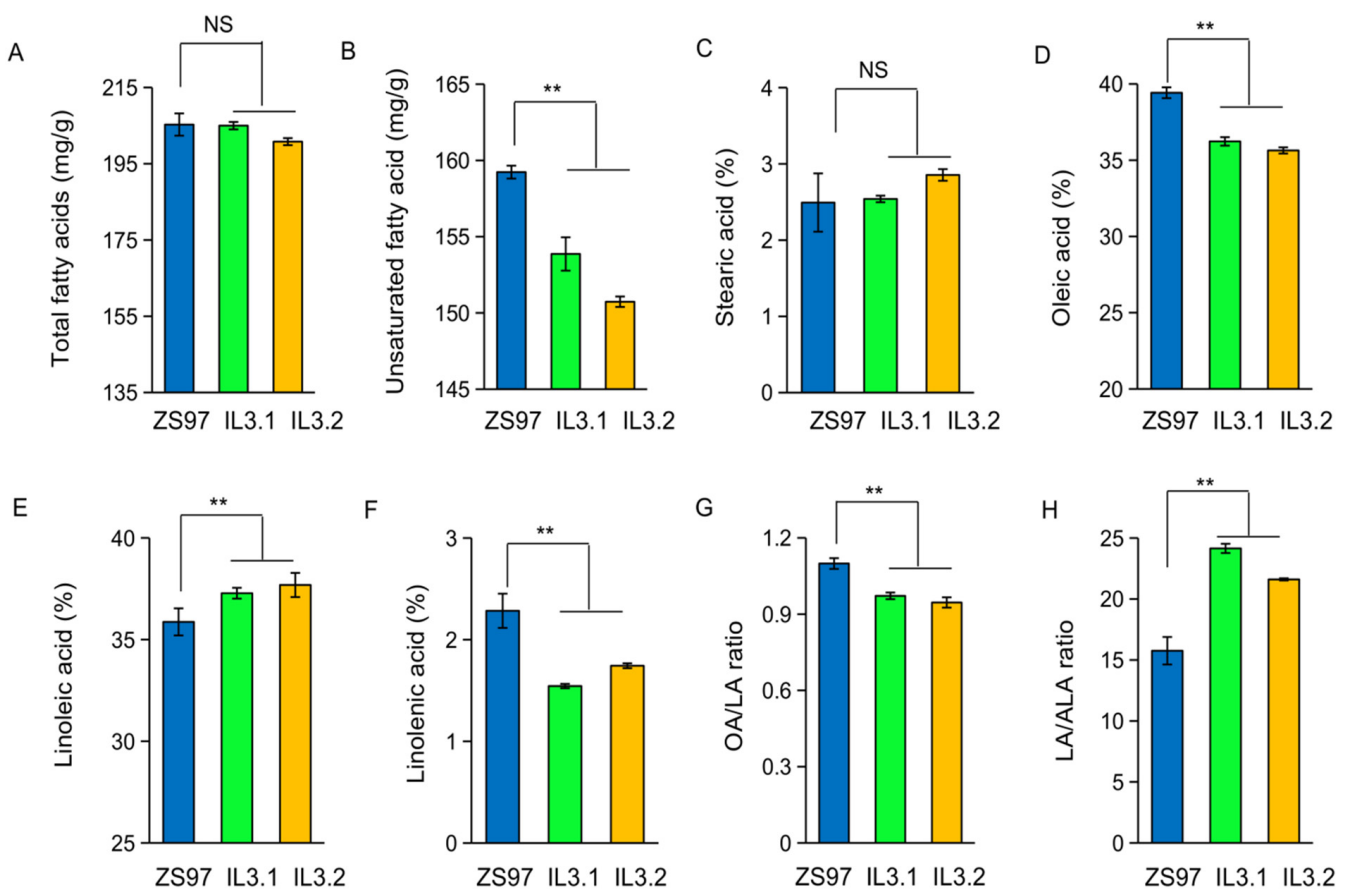 A
NS
Total fatty acids (mg/g)
215
195
175
155
135
ZS97 IL3.1 IL3.2
B
**
Unsaturated fatty acid (mg/g)
165
160
155
150
145
ZS97 IL3.1 IL3.2
C
NS
Stearic acid (%)
4
3
2
1
0
ZS97 IL3.1 IL3.2
D
**
Oleic acid (%)
40
35
30
25
20
ZS97 IL3.1 IL3.2
E
**
Linoleic acid (%)
40
35
30
25
ZS97 IL3.1 IL3.2
F
**
Linolenic acid (%)
3
2
1
0
ZS97 IL3.1 IL3.2
G
**
OA/LA ratio
1.2
0.9
0.6
0.3
0
ZS97 IL3.1 IL3.2
H
**
LA/ALA ratio
25
20
15
10
5
0
ZS97 IL3.1 IL3.2